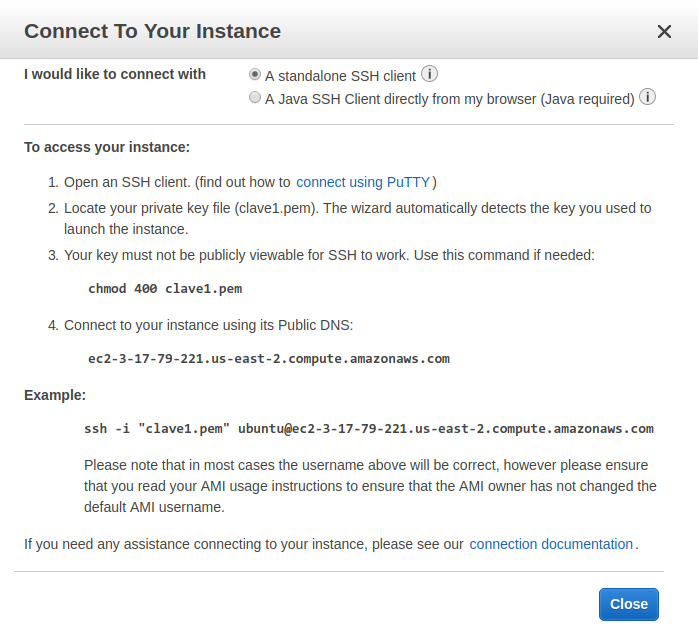 Connect To Your Instance
I would like to connect with
A standalone SSH client
A Java SSH Client directly from my browser (Java required)
To access your instance:
1. Open an SSH client. (find out how to connect using PuTTY)
2. Locate your private key file (clave1.pem). The wizard automatically detects the key you used to
launch the instance.
3. Your key must not be publicly viewable for SSH to work. Use this command if needed:
chmod 400 clave1.pem
4. Connect to your instance using its Public DNS:
ec2-3-17-79-221.us-east-2.compute.amazonaws.com
Example:
ssh -i "clave1.pem" ubuntu@ec2-3-17-79-221.us-east-2.compute.amazonaws.com
Please note that in most cases the username above will be correct, however please ensure
that you read your AMI usage instructions to ensure that the AMI owner has not changed the
default AMI username.
If you need any assistance connecting to your instance, please see our connection documentation.
Close